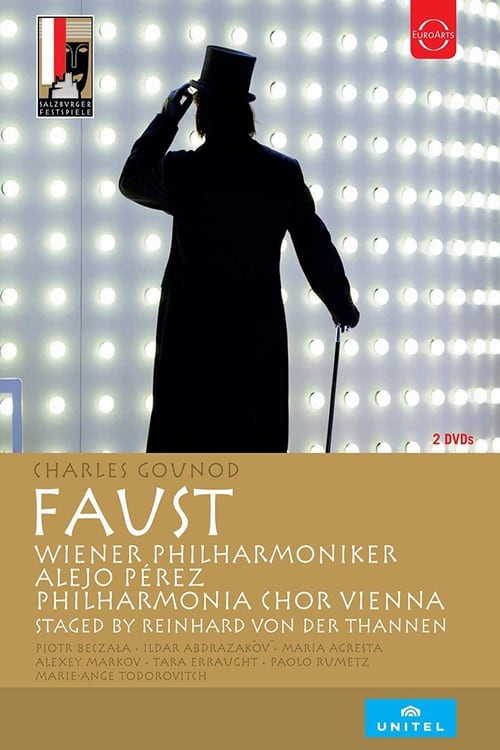 EUROARTS
SALZBURGER
FESTSPIELE
2 DVDs
CHARLES GOUNOD
FAUST
WIENER PHILHARMONIKER
ALEJO PÉREZ
PHILHARMONIA CHOR VIENNA
STAGED BY REINHARD VON DER THANNEN
PIOTR BECZAŁA · ILDAR ABDRAZAKOV · MARIA AGRESTA
ALEXEY MARKOV · TARA ERRAUGHT · PAOLO RUMETZ
MARIE-ANGE TODOROVITCH
UNITEL